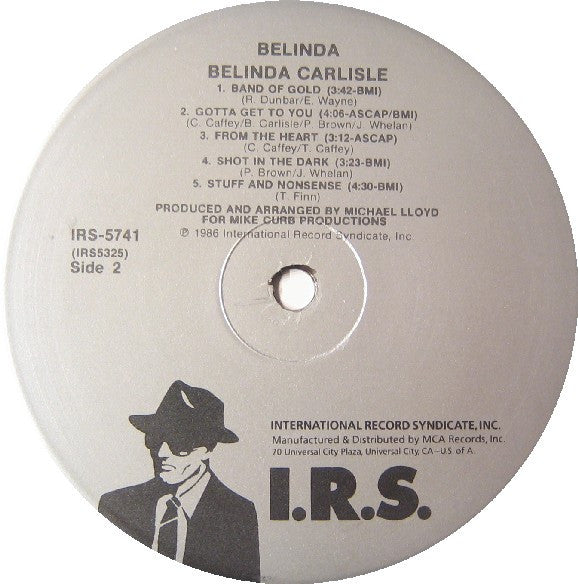 BELINDA
BELINDA CARLISLE
1. BAND OF GOLD (3:42-BMI)
(R. Dunbar/E. Wayne)
2. GOTTA GET TO YOU (4:06-ASCAP/BMI)
(C. Caffey/B. Carlisle/P. Brown/J. Whelan)
3. FROM THE HEART (3:12-ASCAP)
(C. Caffey/T. Caffey)
4. SHOT IN THE DARK (3:23-BMI)
(P. Brown/J. Whelan)
5. STUFF AND NONSENSE (4:30-BMI)
(T. Finn)
PRODUCED AND ARRANGED BY MICHAEL LLOYD
FOR MIKE CURB PRODUCTIONS
℗ 1986 International Record Syndicate, Inc
IRS-5741
(IRS5325)
Side 2
INTERNATIONAL RECORD SYNDICATE, INC.
Manufactured & Distributed by MCA Records, Inc.
70 Universal City Plaza, Universal City, CA–U.S. of A.
I.R.S.